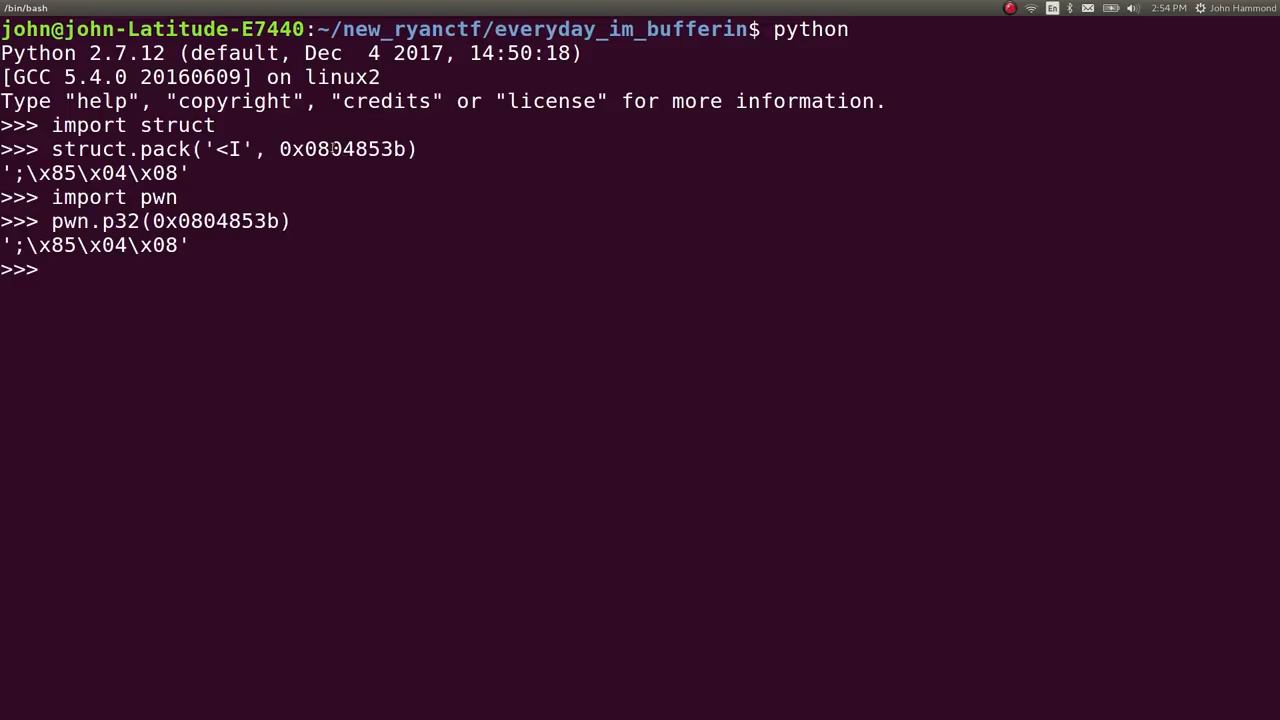 /bin/bash
En
2:54 PM
John Hammond
john@john-Latitude-E7440:~/new_ryanctf/everyday_im_bufferin$ python
Python 2.7.12 (default, Dec  4 2017, 14:50:18)
[GCC 5.4.0 20160609] on linux2
Type "help", "copyright", "credits" or "license" for more information.
>>> import struct
>>> struct.pack('<I', 0x0804853b)
';\x85\x04\x08'
>>> import pwn
>>> pwn.p32(0x0804853b)
';\x85\x04\x08'
>>>